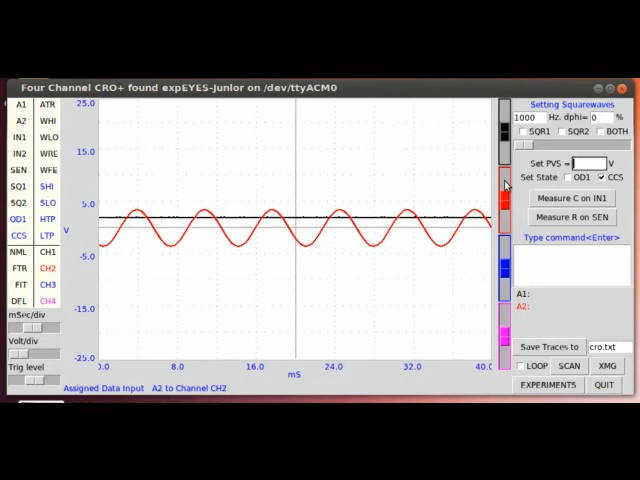 Four Channel CRO+ found expEYES-Junior on /dev/ttyACM0
A1 ATR
A2 WHI
IN1 WLO
IN2 WRE
SEN WFE
SQ1 SHI
SQ2 SLO
OD1 HTP
CCS LTP
NML CH1
FTR CH2
FIT CH3
DEL CH4
mSec/div
Volt/div
Trig level
25.0
15.0
5.0
V
-5.0
-15.0
-25.0
0.0 8.0 16.0 24.0 32.0 40.0
mS
Assigned Data Input A2 to Channel CH2
Setting Squarewaves
1000 Hz. dphi= 0 %
SQR1 SQR2 BOTH
Set PVS = V
Set State OD1 CCS
Measure C on IN1
Measure R on SEN
Type command<Enter>
A1:
A2:
Save Traces to cro.txt
LOOP SCAN XMG
EXPERIMENTS QUIT